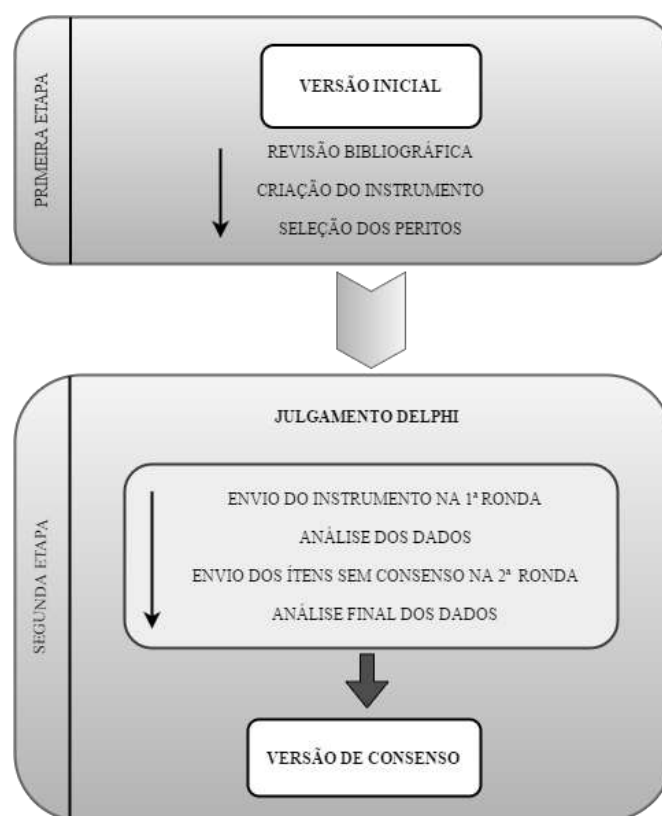 PRIMEIRA ETAPA
VERSÃO INICIAL
REVISÃO BIBLIOGRÁFICA
CRIAÇÃO DO INSTRUMENTO
SELEÇÃO DOS PERITOS
SEGUNDA ETAPA
JULGAMENTO DELPHI
ENVIO DO INSTRUMENTO NA 1ª RONDA
ANÁLISE DOS DADOS
ENVIO DOS ÍTENS SEM CONSENSO NA 2ª RONDA
ANÁLISE FINAL DOS DADOS
VERSÃO DE CONSENSO